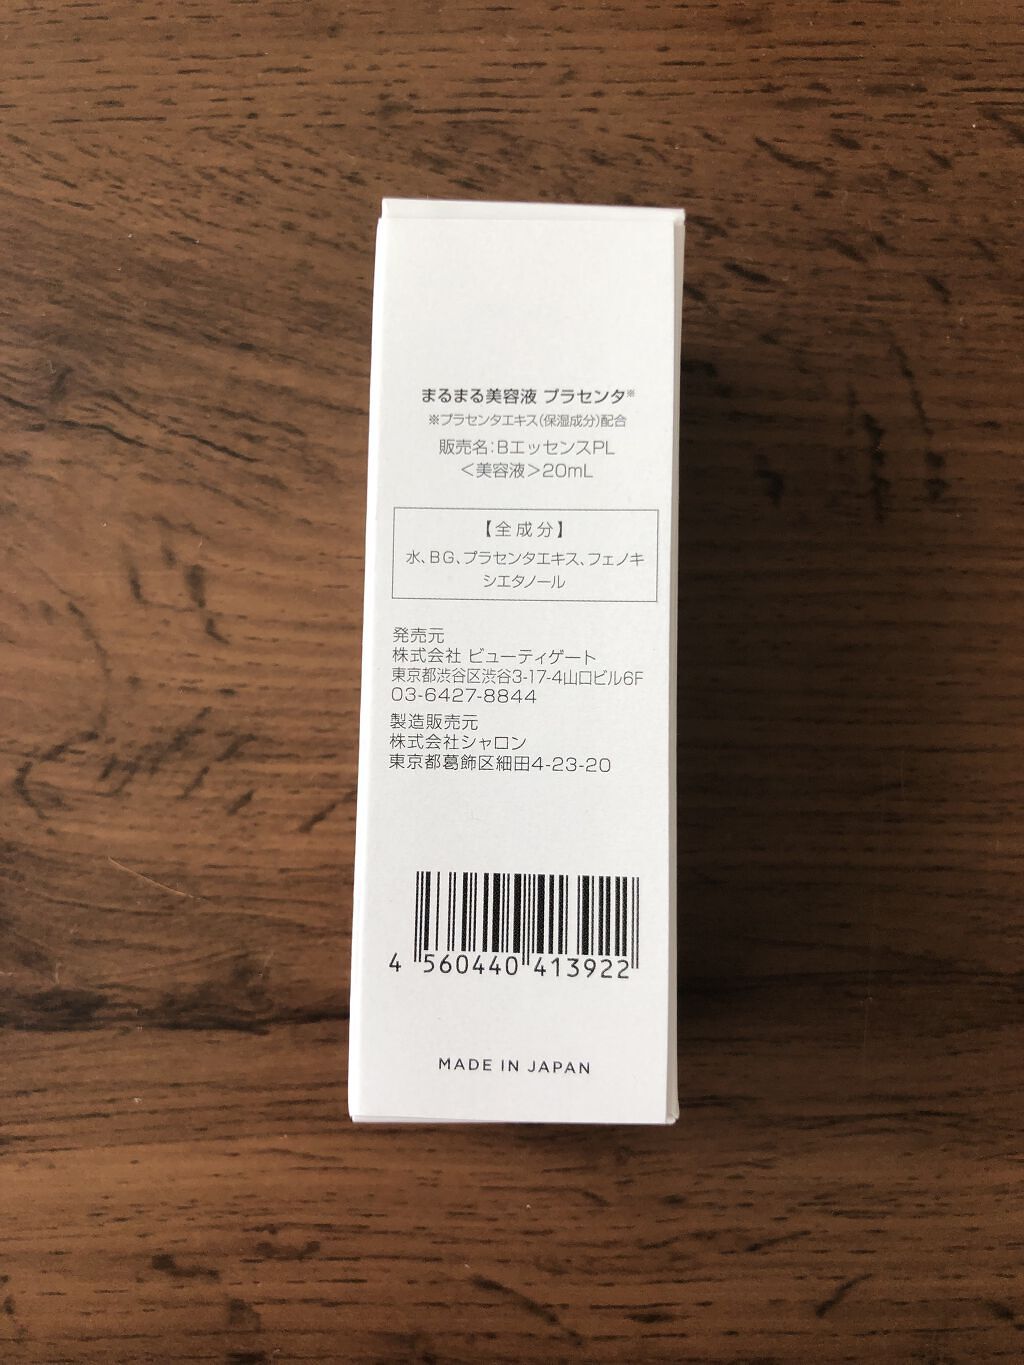 まるまる美容液 プラセンタ※
※プラセンタエキス(保湿成分)配合
販売名:BエッセンスPL
<美容液>20mL
【全成分】
水、BG、プラセンタエキス、フェノキ
シエタノール
発売元
株式会社 ビューティゲート
東京都渋谷区渋谷3-17-4山口ビル6F
03-6427-8844
製造販売元
株式会社シャロン
東京都葛飾区細田4-23-20
4 560440 413922
MADE IN JAPAN